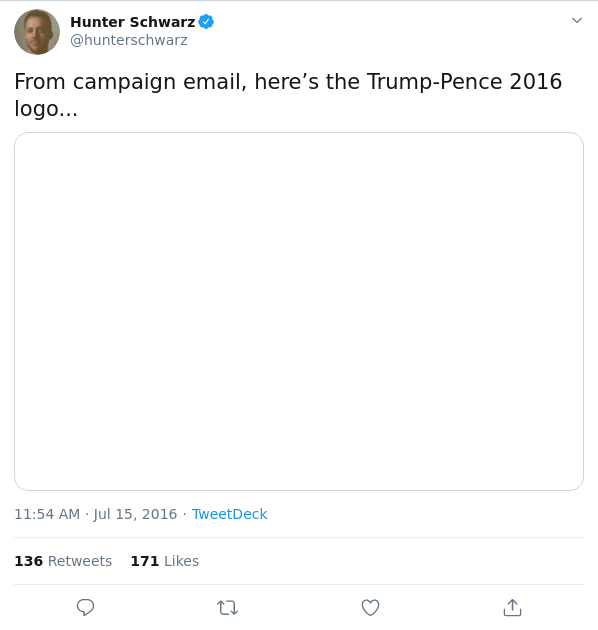 Hunter Schwarz
@hunterschwarz
From campaign email, here’s the Trump-Pence 2016
logo...
11:54 AM · Jul 15, 2016 · TweetDeck
136 Retweets 171 Likes